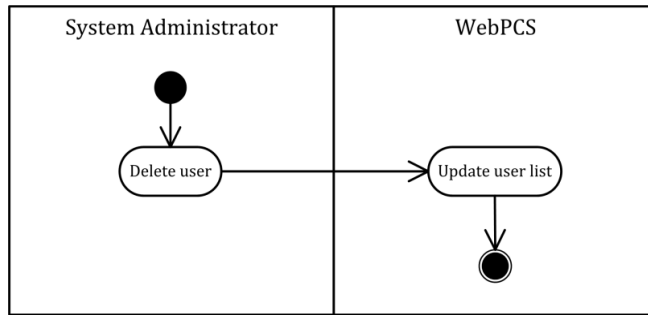 System Administrator
WebPCS
Delete user
Update user list